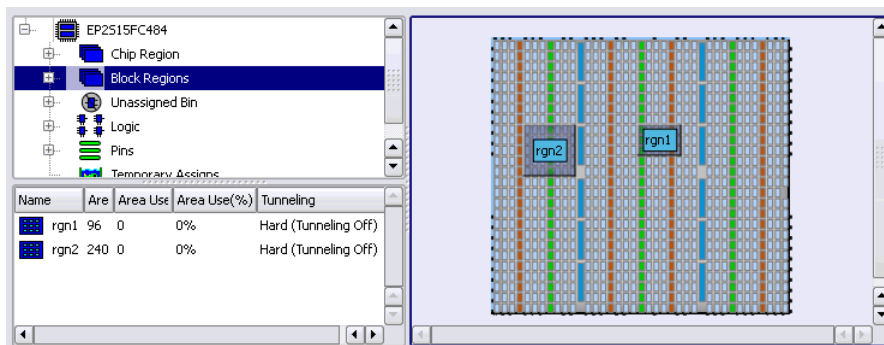 EP2S15FC484
Chip Region
Block Regions
Unassigned Bin
Logic
Pins
Temporary Assigns
Name Are Area Use Area Use(%) Tunneling
rgn1 96 0 0% Hard (Tunneling Off)
rgn2 240 0 0% Hard (Tunneling Off)
rgn2
rgn1